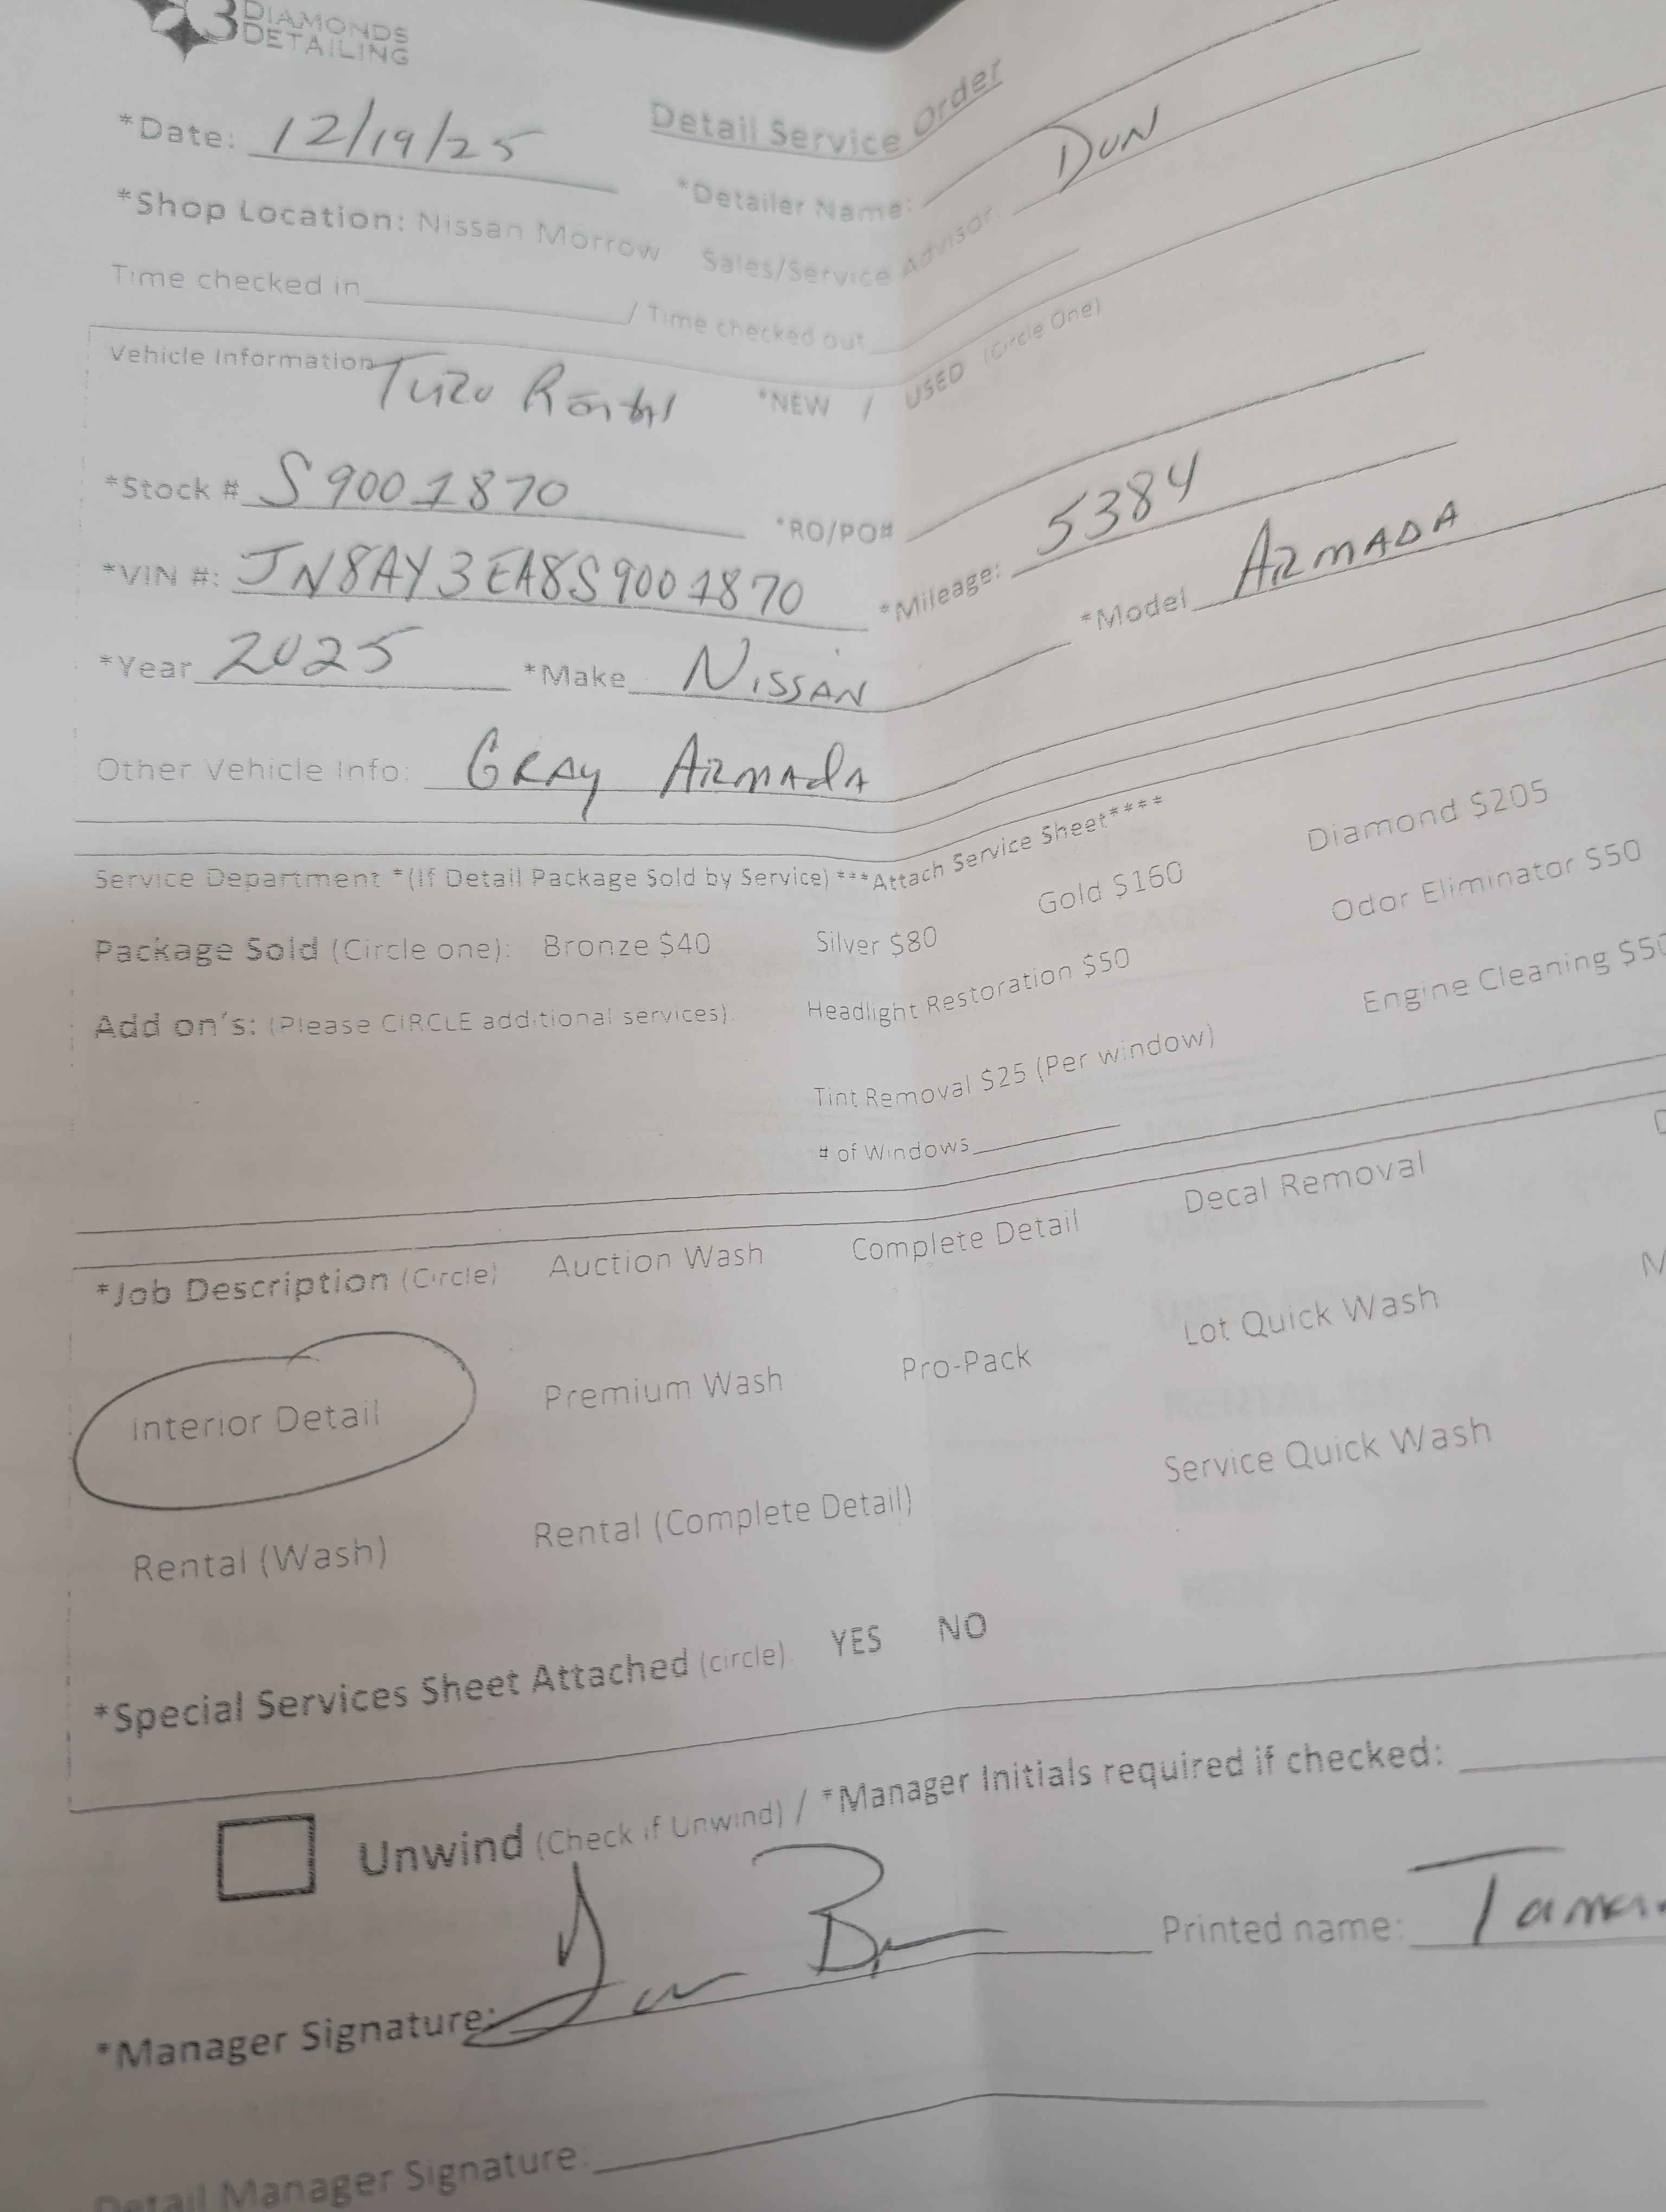 3 DIAMONDS DETAILING
Detail Service Order
*Date: 12/19/25 *Detailer Name:
*Shop Location: Nissan Morrow Sales/Service Advisor: Don
Time checked in / Time checked out
Vehicle Information Turo Rental *NEW / USED (Circle One)
*Stock # S9001870 *RO/PO#
*VIN #: JN8AY3EA8S9001870 *Mileage: 5384
*Year 2025 *Make Nissan *Model Armada
Other Vehicle Info: Gray Armada
Service Department *(If Detail Package Sold by Service) ***Attach Service Sheet****
Package Sold (Circle one): Bronze $40 Silver $80 Gold $160 Diamond $205
Add on's: (Please CIRCLE additional services). Headlight Restoration $50 Odor Eliminator $50
Tint Removal $25 (Per window) Engine Cleaning $50
# of Windows
*Job Description (Circle) Auction Wash Complete Detail Decal Removal
Interior Detail Premium Wash Pro-Pack Lot Quick Wash
Rental (Wash) Rental (Complete Detail) Service Quick Wash
*Special Services Sheet Attached (circle). YES NO
Unwind (Check if Unwind) / *Manager Initials required if checked:
*Manager Signature: Printed name:
Detail Manager Signature: